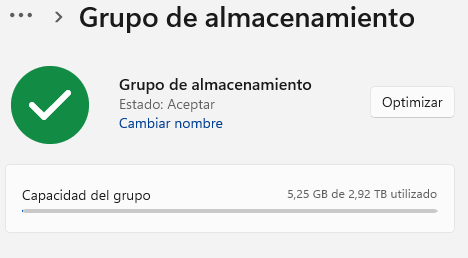 ... > Grupo de almacenamiento
Grupo de almacenamiento
Estado: Aceptar
Cambiar nombre
Optimizar
Capacidad del grupo
5,25 GB de 2,92 TB utilizado